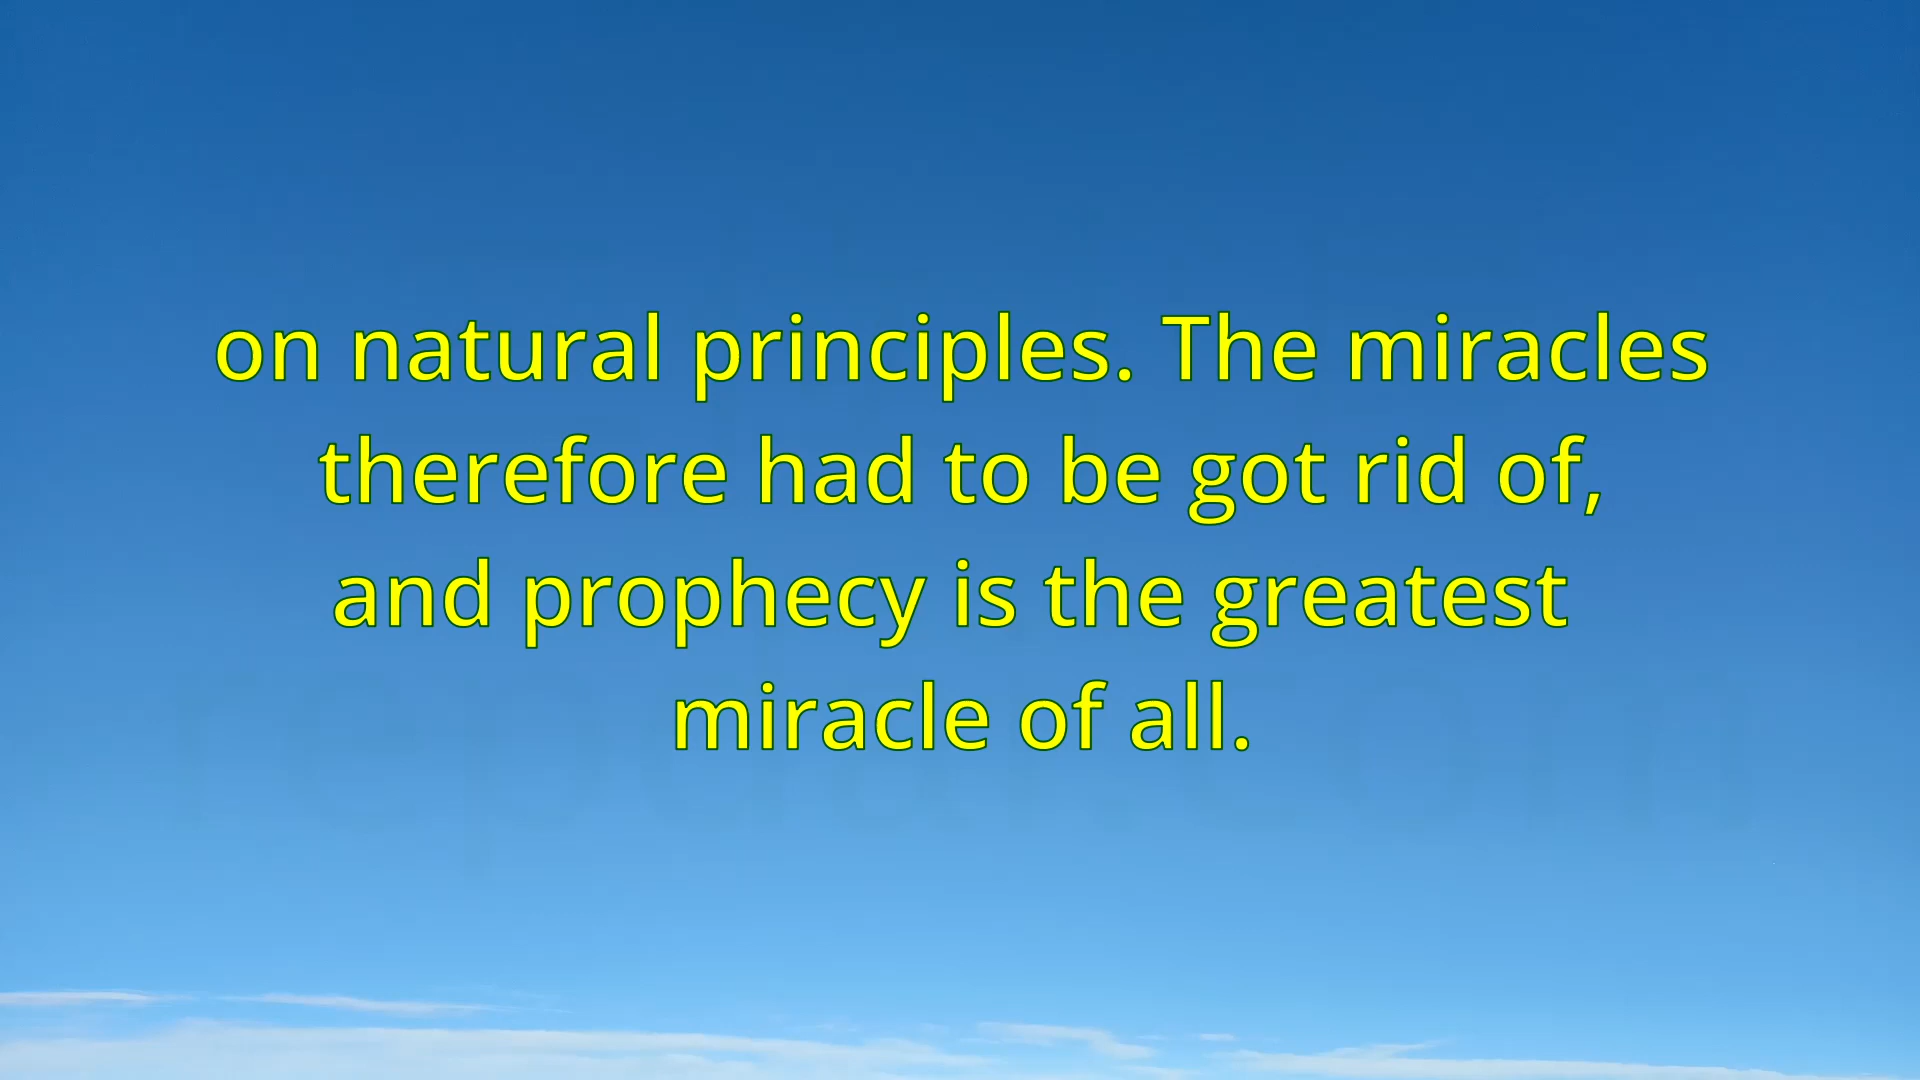 on natural principles. The miracles
therefore had to be got rid of,
and prophecy is the greatest
miracle of all.